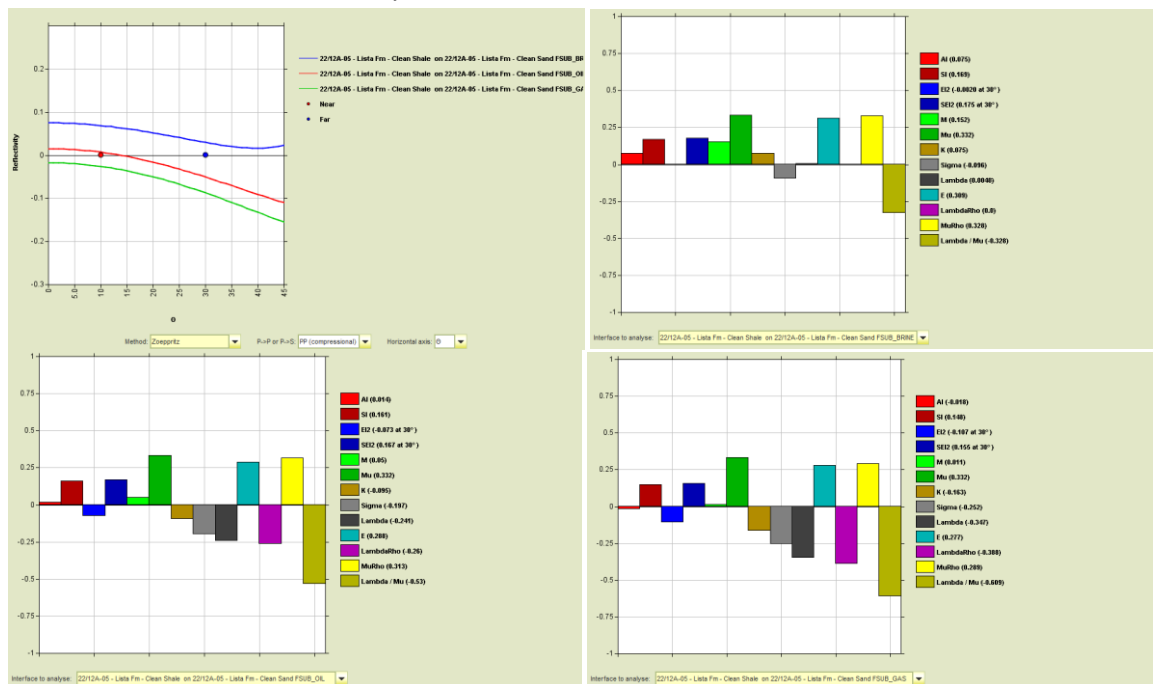 0.2
0.1
0
-0.1
-0.2
-0.3
Reflectivity
0
5.0
10
15
20
25
30
35
40
45
Θ
22/12A-05 - Lista Fm - Clean Shale on 22/12A-05 - Lista Fm - Clean Sand FSUB_BR
22/12A-05 - Lista Fm - Clean Shale on 22/12A-05 - Lista Fm - Clean Sand FSUB_OI
22/12A-05 - Lista Fm - Clean Shale on 22/12A-05 - Lista Fm - Clean Sand FSUB_GA
Near
Far
Method: Zoeppritz P->P or P->S: PP (compressional) Horizontal axis: Θ
1
0.75
0.5
0.25
0
-0.25
-0.5
-0.75
-1
AI (0.075)
SI (0.169)
EI2 (-0.0020 at 30°)
SEI2 (0.175 at 30°)
M (0.152)
Mu (0.332)
K (0.075)
Sigma (-0.096)
Lambda (0.0040)
E (0.309)
LambdaRho (0.0)
MuRho (0.328)
Lambda / Mu (-0.328)
Interface to analyse: 22/12A-05 - Lista Fm - Clean Shale on 22/12A-05 - Lista Fm - Clean Sand FSUB_BRINE
1
0.75
0.5
0.25
0
-0.25
-0.5
-0.75
-1
AI (0.014)
SI (0.161)
EI2 (-0.073 at 30°)
SEI2 (0.167 at 30°)
M (0.05)
Mu (0.332)
K (-0.095)
Sigma (-0.197)
Lambda (-0.241)
E (0.288)
LambdaRho (-0.26)
MuRho (0.313)
Lambda / Mu (-0.53)
Interface to analyse: 22/12A-05 - Lista Fm - Clean Shale on 22/12A-05 - Lista Fm - Clean Sand FSUB_OIL
1
0.75
0.5
0.25
0
-0.25
-0.5
-0.75
-1
AI (-0.018)
SI (0.148)
EI2 (-0.107 at 30°)
SEI2 (0.155 at 30°)
M (0.011)
Mu (0.332)
K (-0.163)
Sigma (-0.252)
Lambda (-0.347)
E (0.277)
LambdaRho (-0.388)
MuRho (0.289)
Lambda / Mu (-0.609)
Interface to analyse: 22/12A-05 - Lista Fm - Clean Shale on 22/12A-05 - Lista Fm - Clean Sand FSUB_GAS